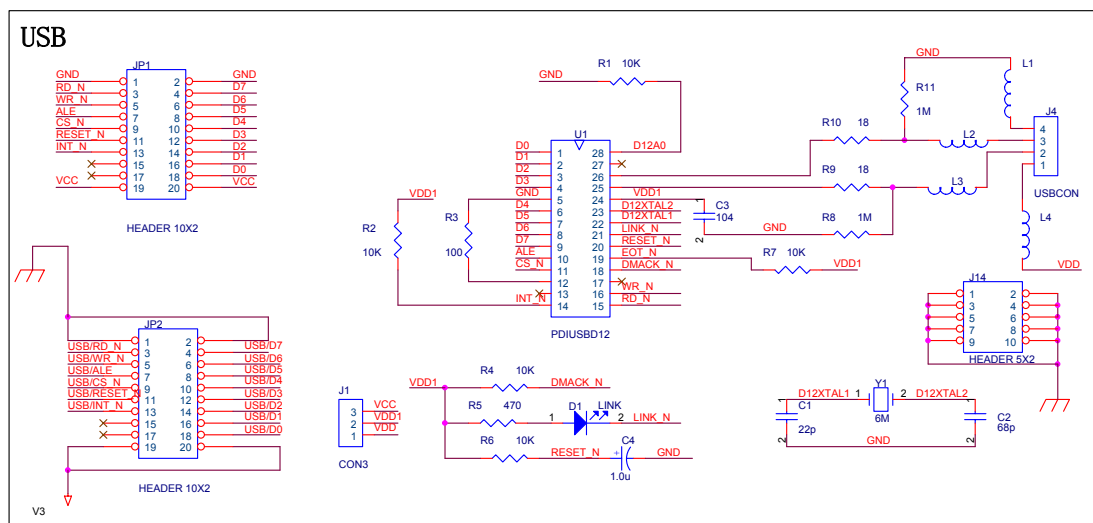 USB
JP1
GND 1 2 GND
RD_N 3 4 D7
WR_N 5 6 D6
ALE 7 8 D5
CS_N 9 10 D4
RESET_N 11 12 D3
INT_N 13 14 D2
15 16 D1
17 18 D0
VCC 19 20 VCC
HEADER 10X2
R1 10K
GND
U1
D0 1 28 D12A0
D1 2 27
D2 3 26
D3 4 25
GND 5 24 VDD1
D4 6 23 D12XTAL2
D5 7 22 D12XTAL1
D6 8 21 LINK_N
D7 9 20 RESET_N
ALE 10 19 EOT_N
CS_N 11 18 DMACK_N
12 17
13 16 WR_N
INT_N 14 15 RD_N
PDIUSBD12
VDD1
R2
10K
R3
100
GND
L1
R11
1M
R10 18
L2
J4
4
3
2
1
USBCON
R9 18
L3
1
C3
104
2
GND
R8 1M
L4
R7 10K
VDD1
VDD
J14
1 2
3 4
5 6
7 8
9 10
HEADER 5X2
JP2
1 2
USB/RD_N 3 4 USB/D7
USB/WR_N 5 6 USB/D6
USB/ALE 7 8 USB/D5
USB/CS_N 9 10 USB/D4
USB/RESET_N 11 12 USB/D3
USB/INT_N 13 14 USB/D2
15 16 USB/D1
17 18 USB/D0
19 20
HEADER 10X2
J1
3 VCC
2 VDD1
1 VDD
CON3
R4 10K
VDD1 DMACK_N
R5 470 1 D1 LINK 2 LINK_N
R6 10K RESET_N + C4 GND
1.0u
D12XTAL1 1 Y1 2 D12XTAL2
6M
1 C1 22p 2
GND
1 C2 68p 2
V3